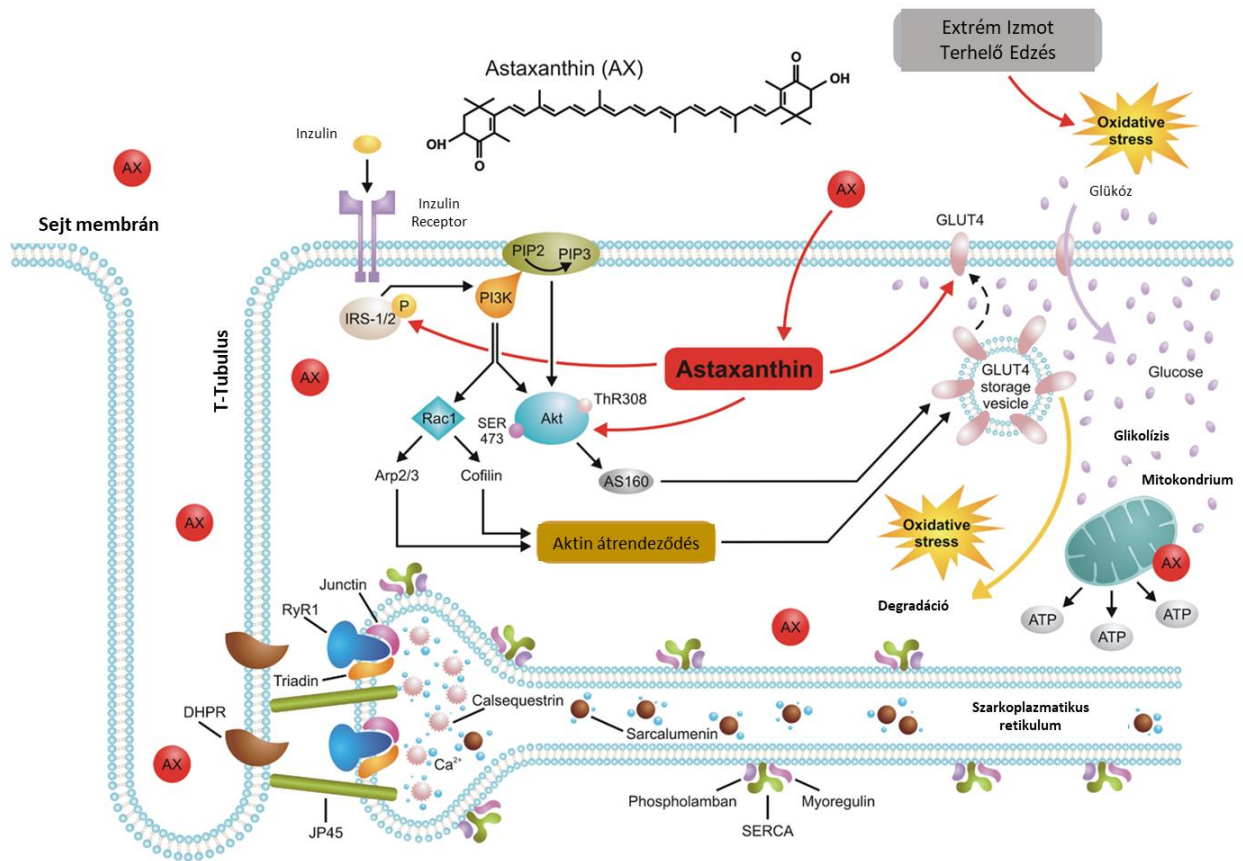 Extrém Izmot
Terhelő Edzés
Astaxanthin (AX)
O
OH
OH
O
Oxidative
stress
Inzulin
AX
AX
Glükóz
Inzulin
Receptor
Sejt membrán
GLUT4
PIP2
PIP3
PI3K
P
IRS-1/2
T-Tubulus
AX
Astaxanthin
GLUT4
storage
vesicle
Glucose
ThR308
Rac1
Akt
SER
473
Glikolízis
Arp2/3
Cofilin
AS160
Mitokondrium
AX
Oxidative
stress
Aktin átrendeződés
AX
Junctin
RyR1
Degradáció
ATP
ATP
ATP
AX
Triadin
Calsequestrin
DHPR
Sarcalumenin
Szarkoplazmatikus
retikulum
AX
Ca2+
Phospholamban
Myoregulin
SERCA
JP45